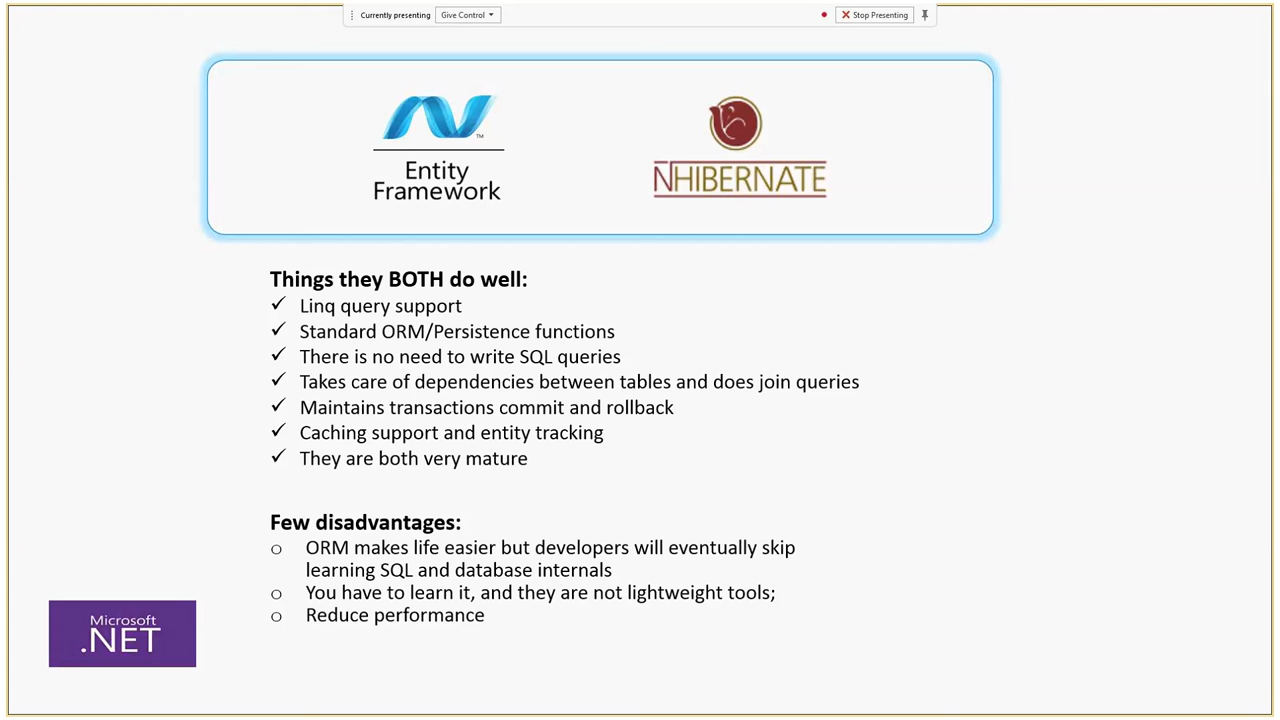 Currently presenting Give Control Stop Presenting
TM
Entity
Framework
NHIBERNATE
Things they BOTH do well:
✓ Linq query support
✓ Standard ORM/Persistence functions
✓ There is no need to write SQL queries
✓ Takes care of dependencies between tables and does join queries
✓ Maintains transactions commit and rollback
✓ Caching support and entity tracking
✓ They are both very mature
Few disadvantages:
o ORM makes life easier but developers will eventually skip
learning SQL and database internals
o You have to learn it, and they are not lightweight tools;
o Reduce performance
Microsoft
.NET